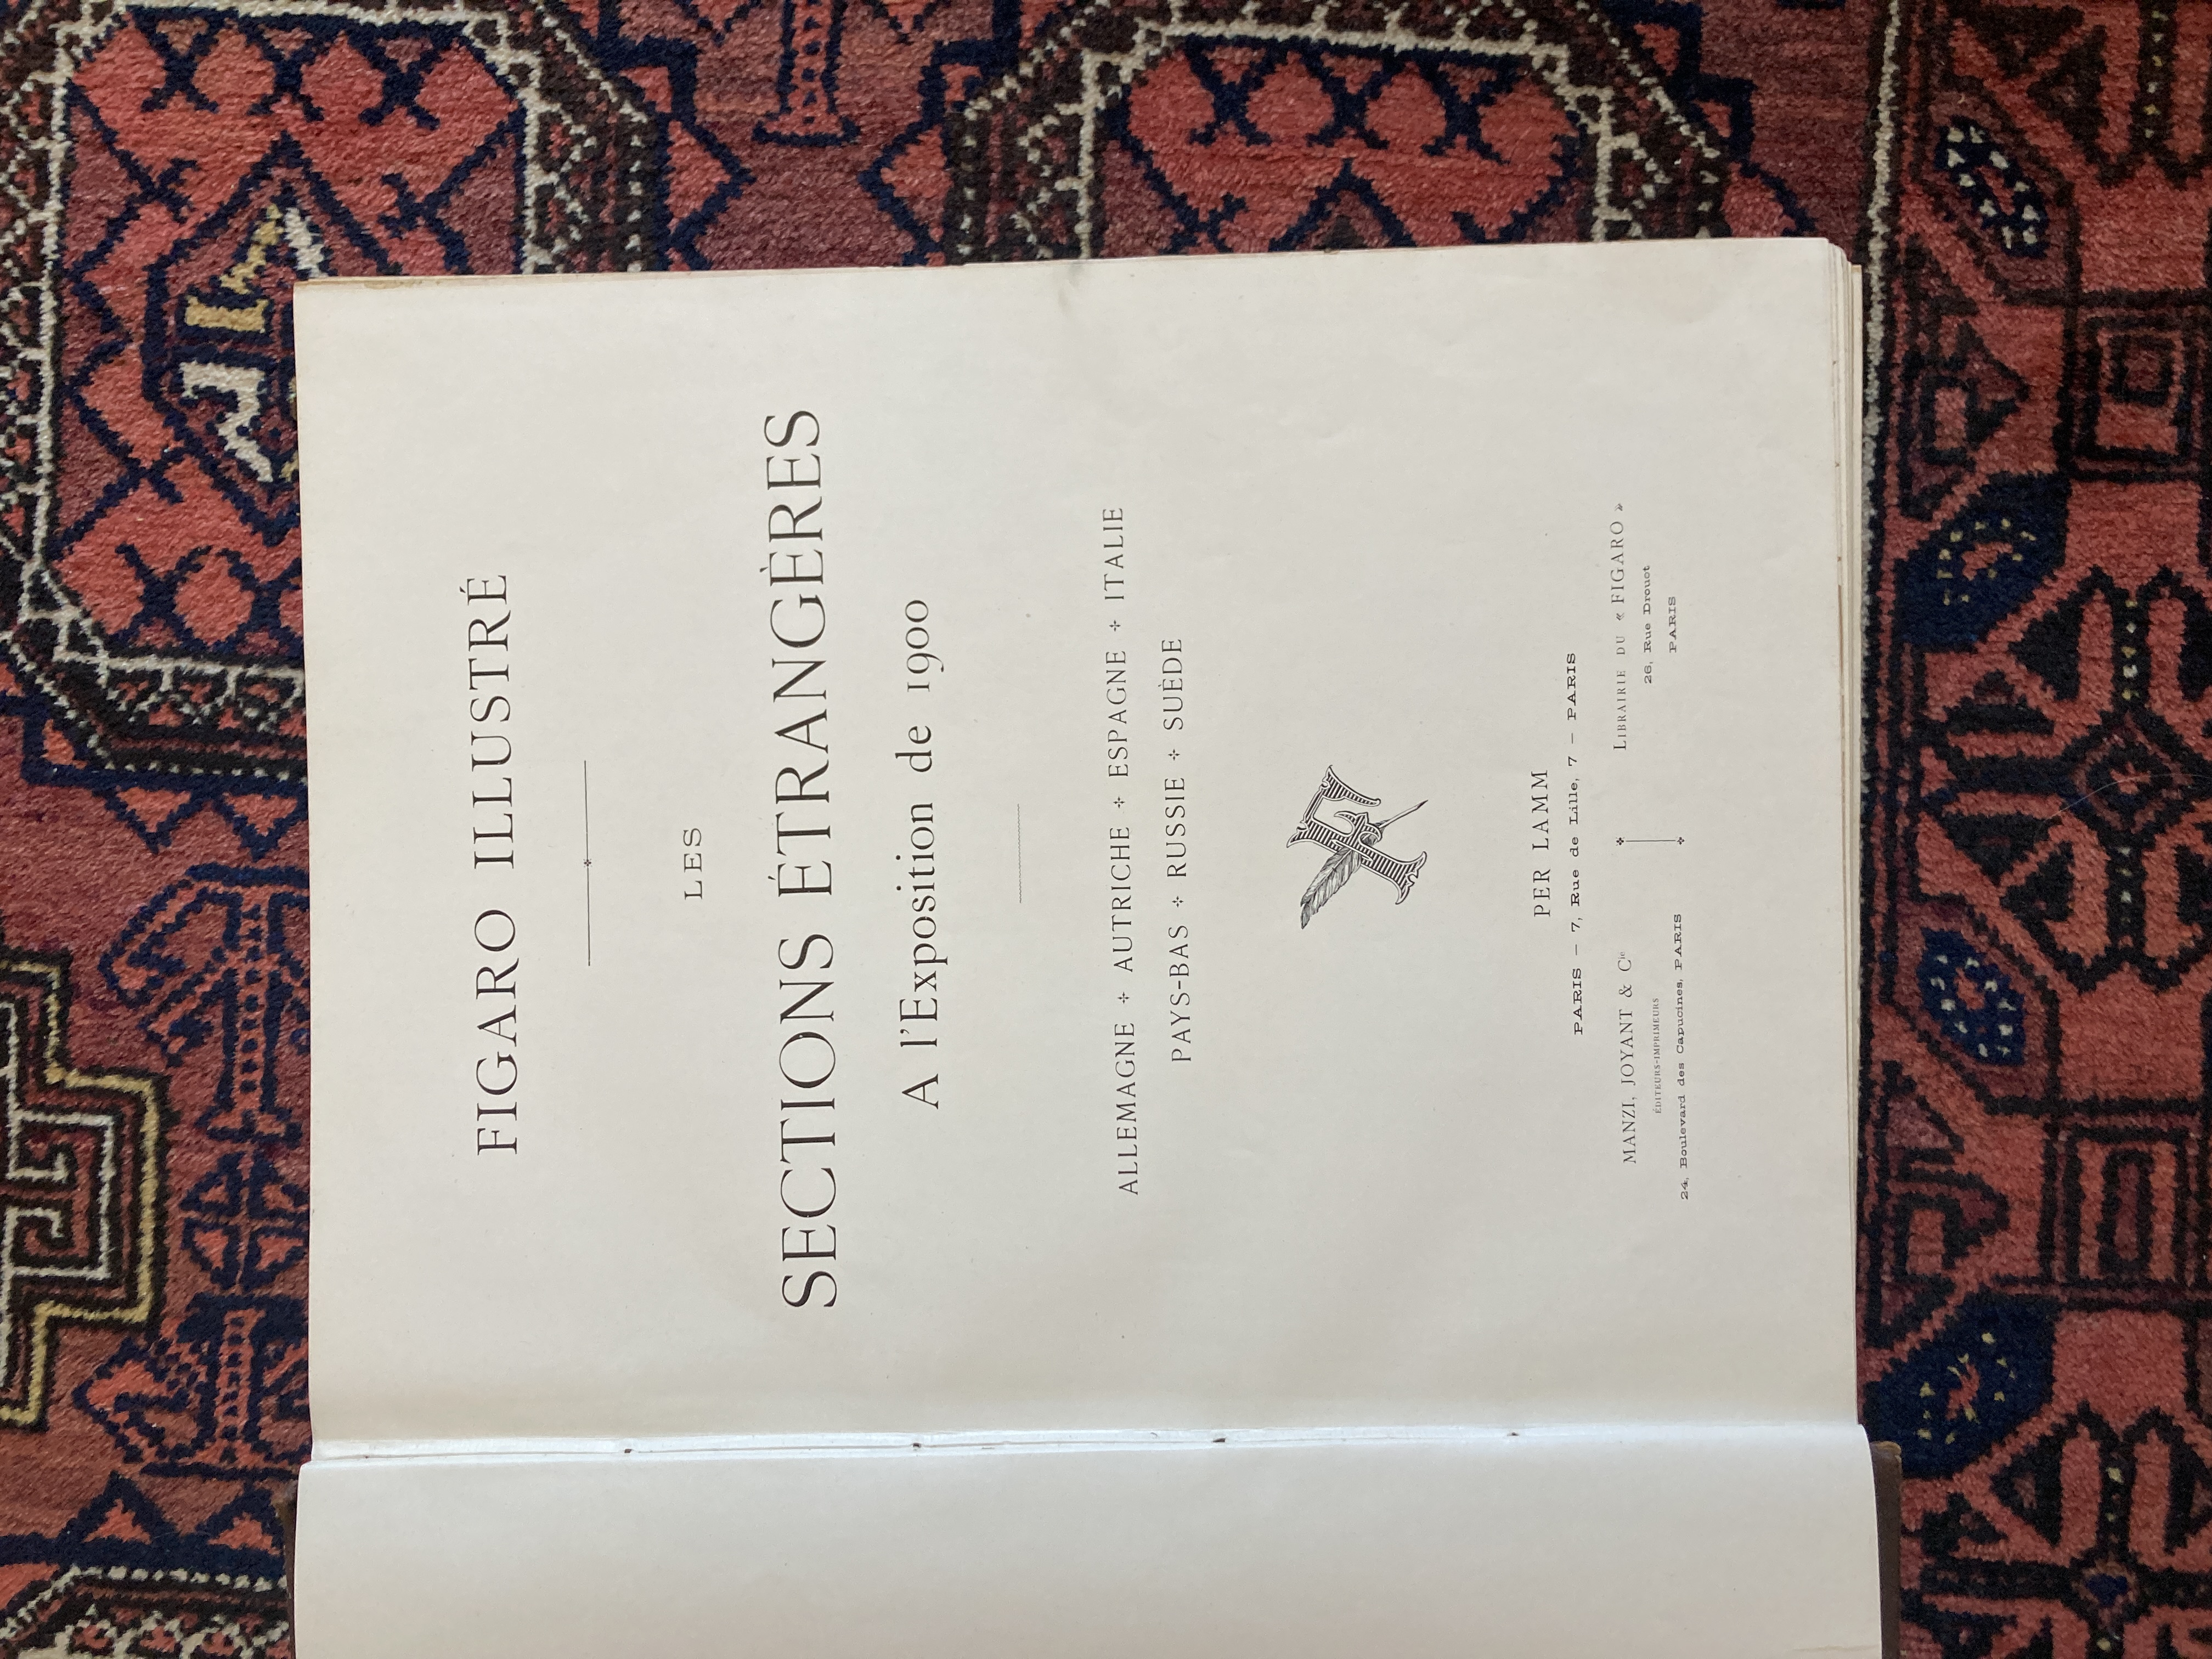 FIGARO ILLUSTRÉ
LES
SECTIONS ÉTRANGÈRES
A l'Exposition de 1900
ALLEMAGNE ✢ AUTRICHE ✢ ESPAGNE ✢ ITALIE
PAYS-BAS ✢ RUSSIE ✢ SUÈDE
F
PER LAMM
PARIS — 7, Rue de Lille, 7 — PARIS
MANZI, JOYANT & Cie
ÉDITEURS-IMPRIMEURS
24, Boulevard des Capucines, PARIS
LIBRAIRIE DU « FIGARO »
26, Rue Drouot
PARIS